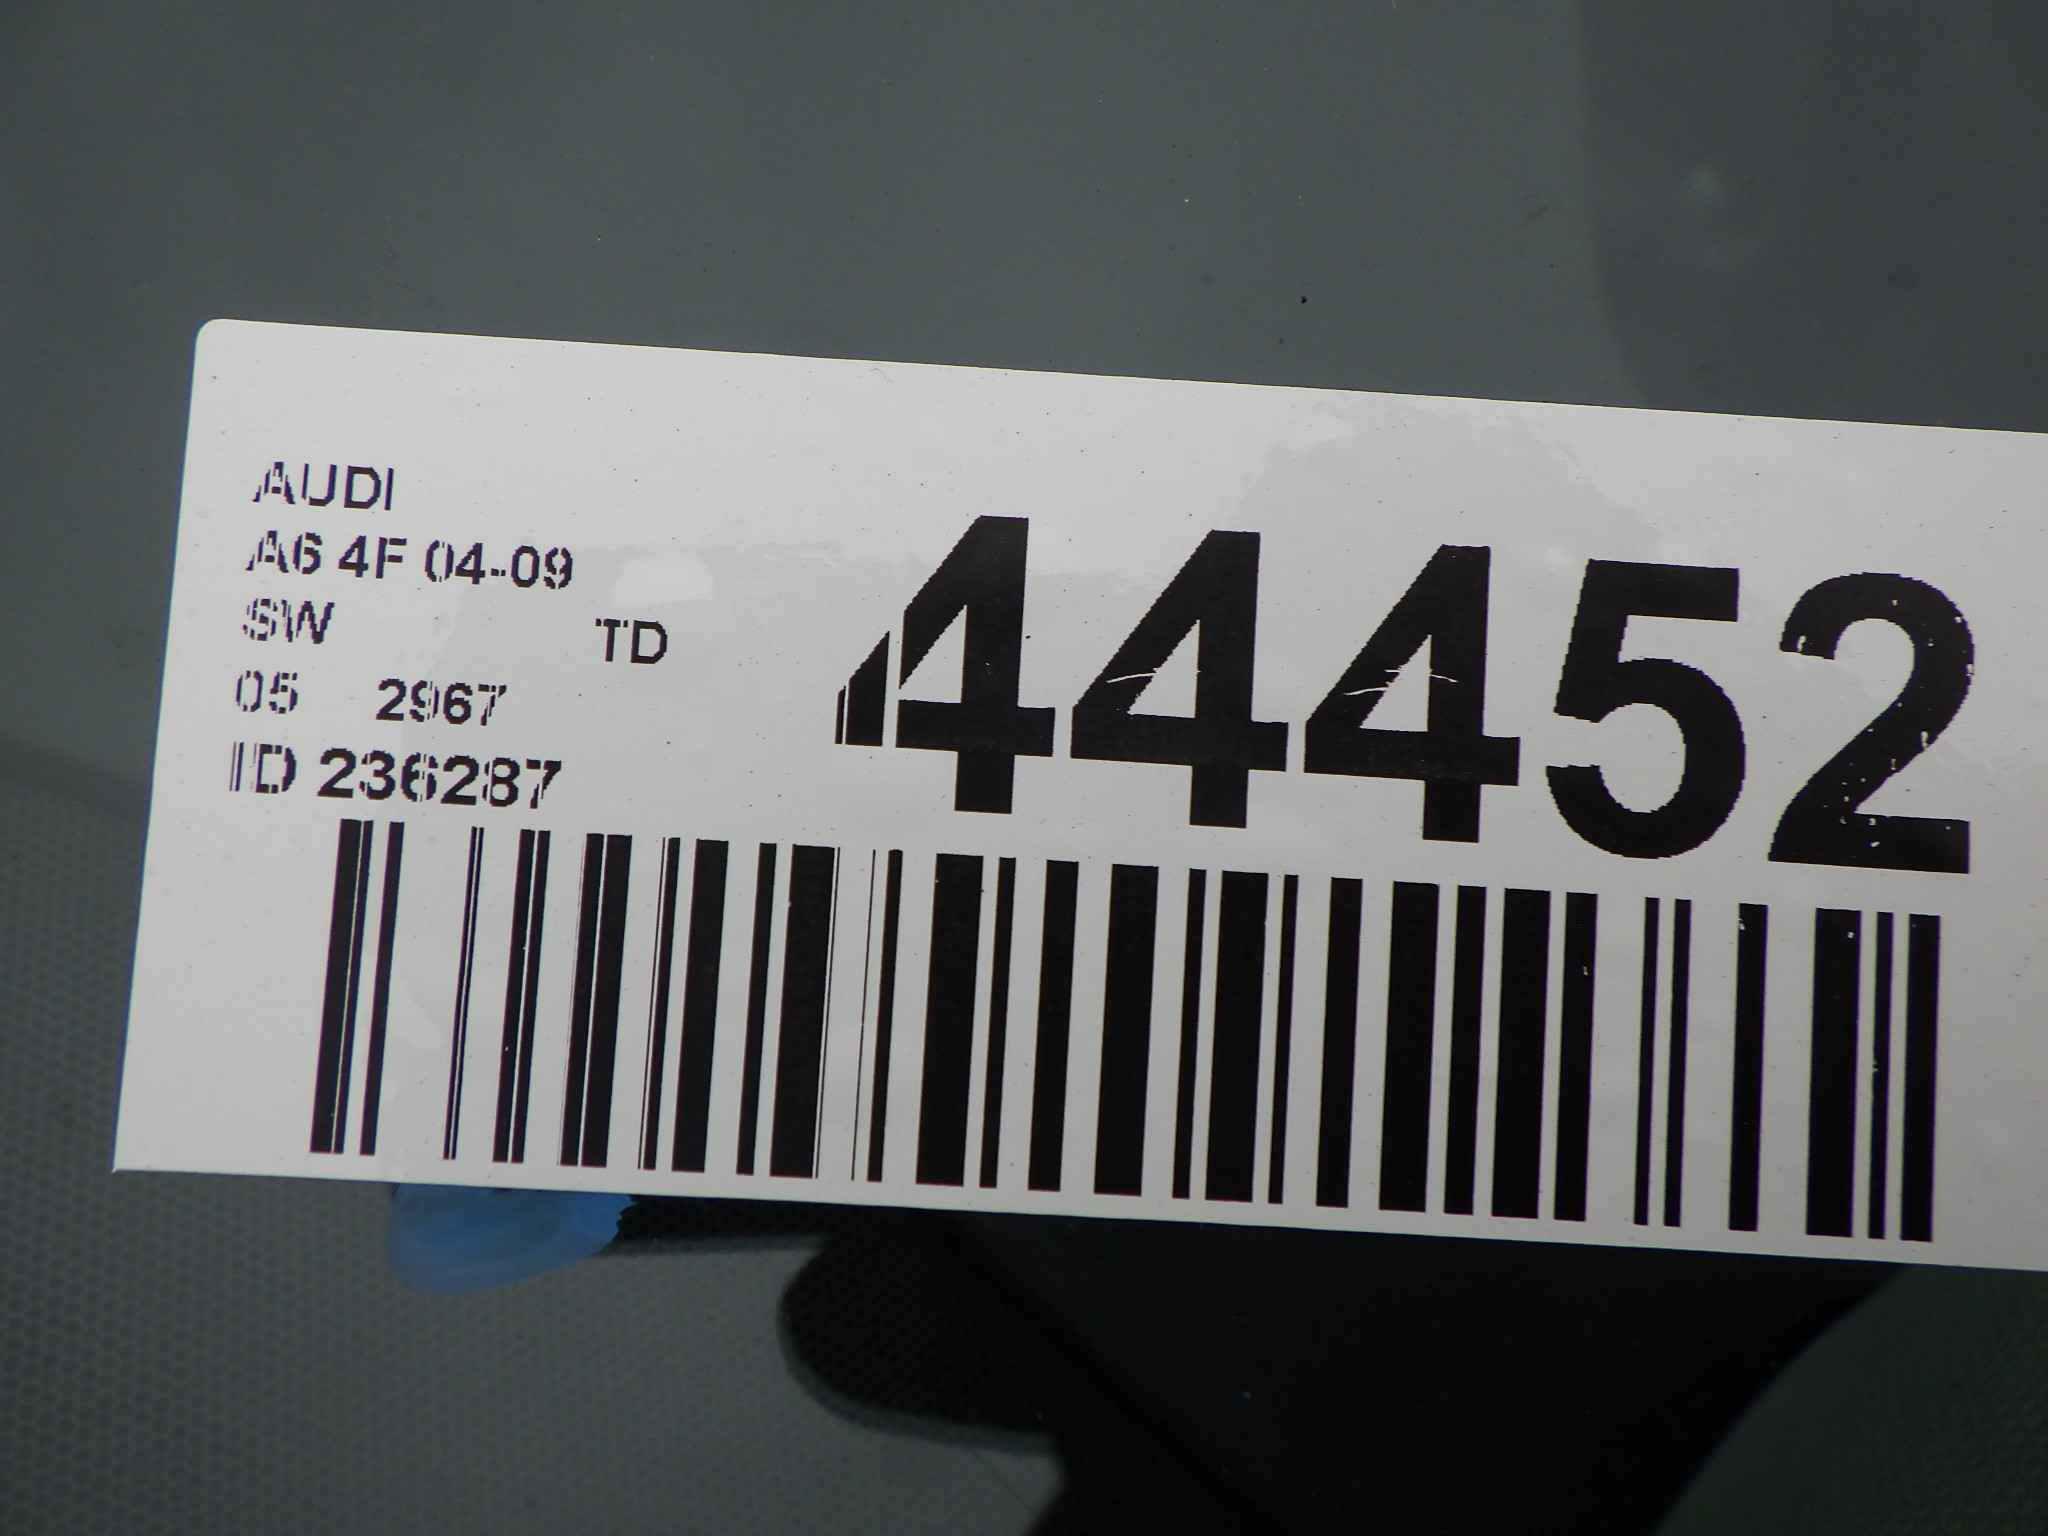 AUDI
A6 4F 04-09
SW TD
05 2967
ID 236287
44452